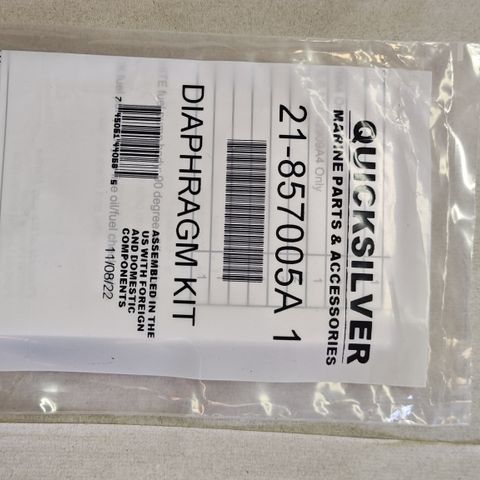 QUICKSILVER
MARINE PARTS & ACCESSORIES
21-857005A 1
DIAPHRAGM KIT
ASSEMBLED IN THE
US WITH FOREIGN
AND DOMESTIC
COMPONENTS
11/08/22